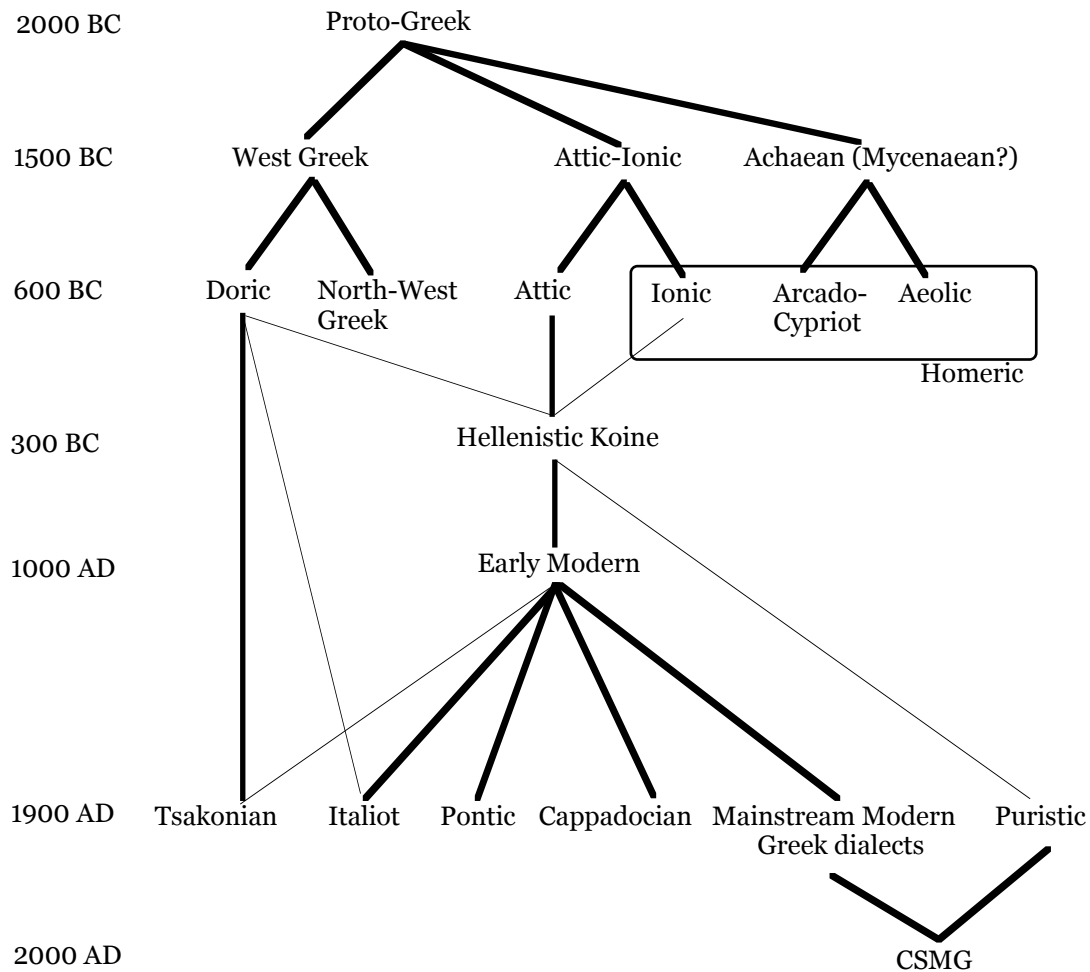 2000 BC
Proto-Greek
1500 BC
West Greek
Attic-Ionic
Achaean (Mycenaean?)
600 BC
Doric
North-West
Greek
Attic
Ionic
Arcado-
Cypriot
Aeolic
Homeric
300 BC
Hellenistic Koine
1000 AD
Early Modern
1900 AD
Tsakonian
Italiot
Pontic
Cappadocian
Mainstream Modern
Greek dialects
Puristic
2000 AD
CSMG